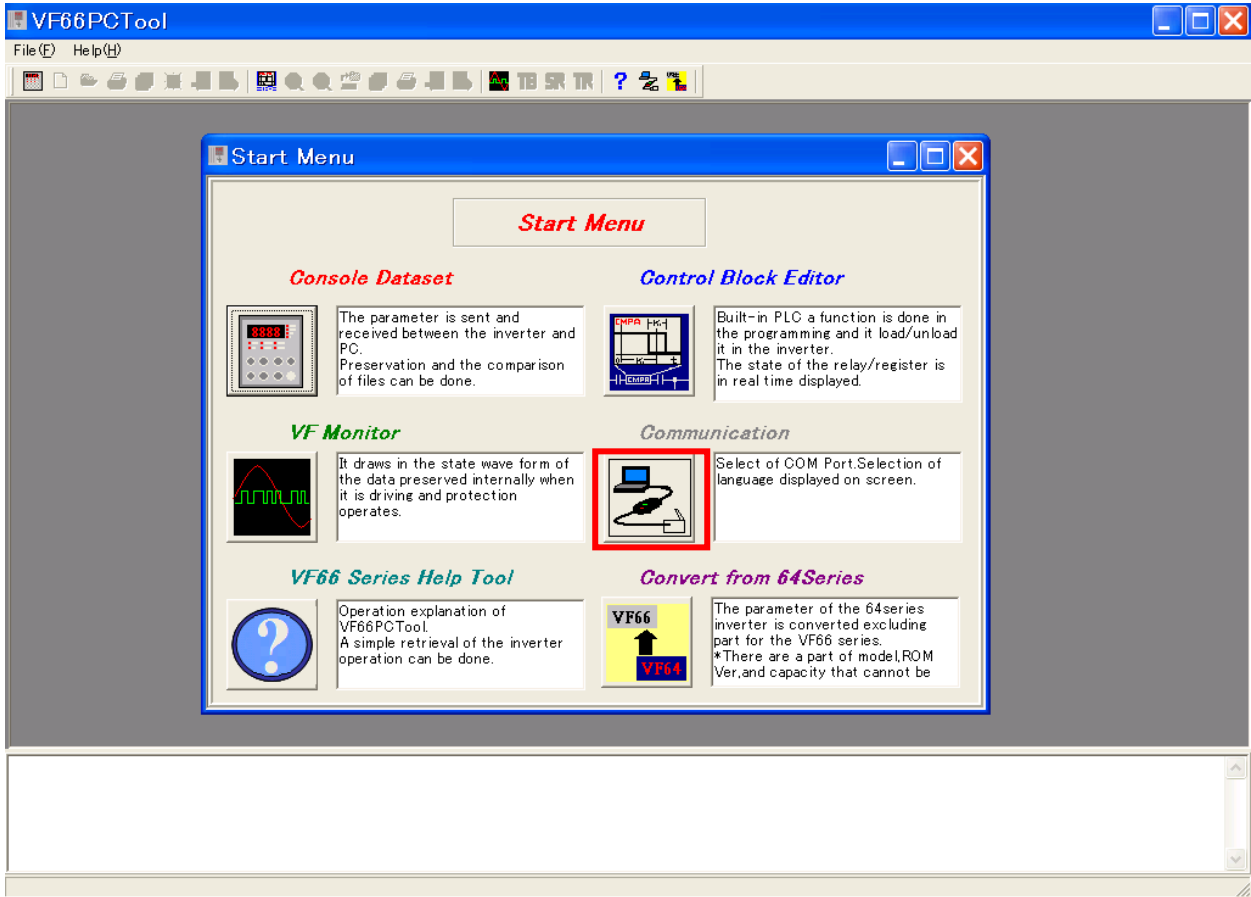 VF66PCTool
File(F) Help(H)
TB SR TR ?
Start Menu
Start Menu
Console Dataset
The parameter is sent and
received between the inverter and
PC.
Preservation and the comparison
of files can be done.
Control Block Editor
CMPA
Built-in PLC a function is done in
the programming and it load/unload
it in the inverter.
The state of the relay/register is
in real time displayed.
VF Monitor
It draws in the state wave form of
the data preserved internally when
it is driving and protection
operates.
Communication
Select of COM Port.Selection of
language displayed on screen.
VF66 Series Help Tool
?
Operation explanation of
VF66PCTool.
A simple retrieval of the inverter
operation can be done.
Convert from 64Series
VF66
VF64
The parameter of the 64series
inverter is converted excluding
part for the VF66 series.
*There are a part of model,ROM
Ver,and capacity that cannot be